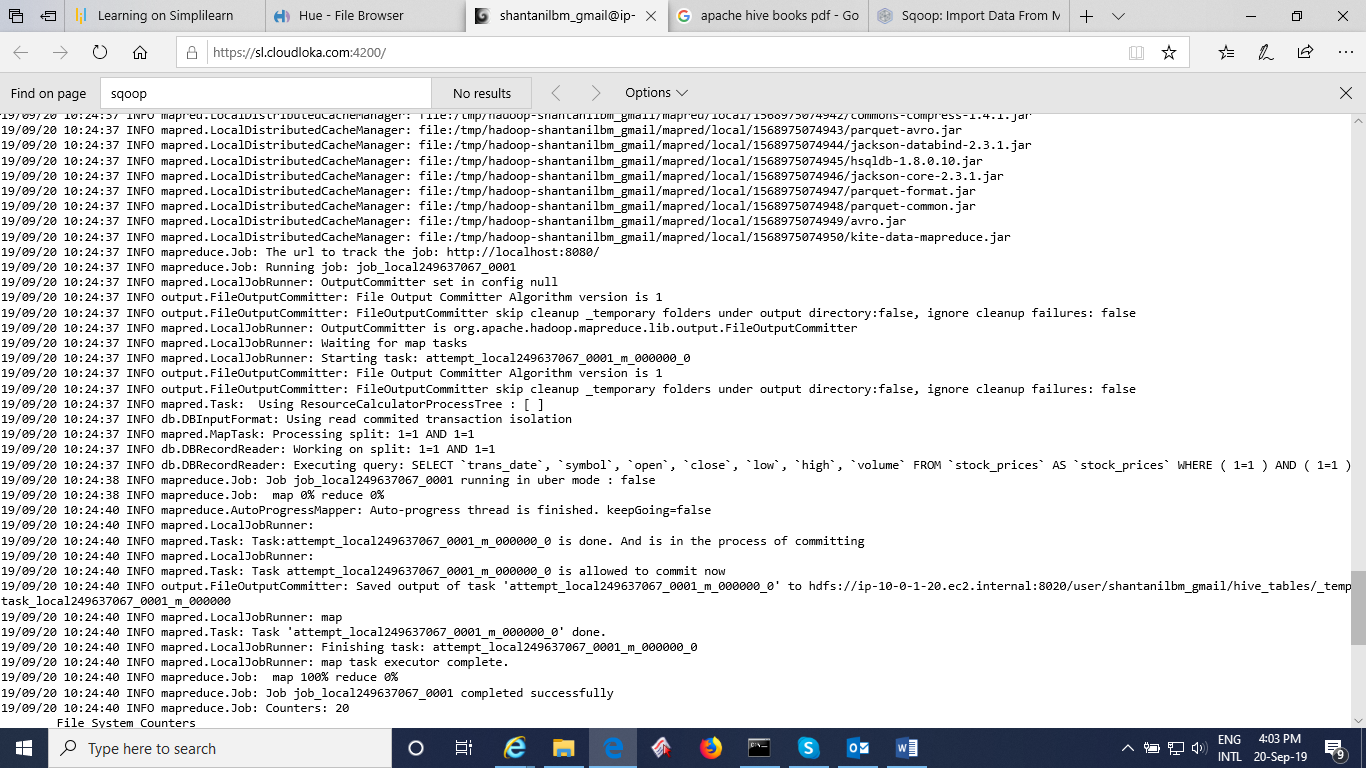 Learning on Simplilearn
Hue - File Browser
shantanilbm_gmail@ip-
apache hive books pdf - Go
Sqoop: Import Data From M
https://sl.cloudloka.com:4200/
Find on page
sqoop
No results
Options
19/09/20 10:24:37 INFO mapred.LocalDistributedCacheManager: file:/tmp/hadoop-shantanilbm_gmail/mapred/local/1568975074942/commons-compress-1.4.1.jar
19/09/20 10:24:37 INFO mapred.LocalDistributedCacheManager: file:/tmp/hadoop-shantanilbm_gmail/mapred/local/1568975074943/parquet-avro.jar
19/09/20 10:24:37 INFO mapred.LocalDistributedCacheManager: file:/tmp/hadoop-shantanilbm_gmail/mapred/local/1568975074944/jackson-databind-2.3.1.jar
19/09/20 10:24:37 INFO mapred.LocalDistributedCacheManager: file:/tmp/hadoop-shantanilbm_gmail/mapred/local/1568975074945/hsqldb-1.8.0.10.jar
19/09/20 10:24:37 INFO mapred.LocalDistributedCacheManager: file:/tmp/hadoop-shantanilbm_gmail/mapred/local/1568975074946/jackson-core-2.3.1.jar
19/09/20 10:24:37 INFO mapred.LocalDistributedCacheManager: file:/tmp/hadoop-shantanilbm_gmail/mapred/local/1568975074947/parquet-format.jar
19/09/20 10:24:37 INFO mapred.LocalDistributedCacheManager: file:/tmp/hadoop-shantanilbm_gmail/mapred/local/1568975074948/parquet-common.jar
19/09/20 10:24:37 INFO mapred.LocalDistributedCacheManager: file:/tmp/hadoop-shantanilbm_gmail/mapred/local/1568975074949/avro.jar
19/09/20 10:24:37 INFO mapred.LocalDistributedCacheManager: file:/tmp/hadoop-shantanilbm_gmail/mapred/local/1568975074950/kite-data-mapreduce.jar
19/09/20 10:24:37 INFO mapreduce.Job: The url to track the job: http://localhost:8080/
19/09/20 10:24:37 INFO mapreduce.Job: Running job: job_local249637067_0001
19/09/20 10:24:37 INFO mapred.LocalJobRunner: OutputCommitter set in config null
19/09/20 10:24:37 INFO output.FileOutputCommitter: File Output Committer Algorithm version is 1
19/09/20 10:24:37 INFO output.FileOutputCommitter: FileOutputCommitter skip cleanup _temporary folders under output directory:false, ignore cleanup failures: false
19/09/20 10:24:37 INFO mapred.LocalJobRunner: OutputCommitter is org.apache.hadoop.mapreduce.lib.output.FileOutputCommitter
19/09/20 10:24:37 INFO mapred.LocalJobRunner: Waiting for map tasks
19/09/20 10:24:37 INFO mapred.LocalJobRunner: Starting task: attempt_local249637067_0001_m_000000_0
19/09/20 10:24:37 INFO output.FileOutputCommitter: File Output Committer Algorithm version is 1
19/09/20 10:24:37 INFO output.FileOutputCommitter: FileOutputCommitter skip cleanup _temporary folders under output directory:false, ignore cleanup failures: false
19/09/20 10:24:37 INFO mapred.Task:  Using ResourceCalculatorProcessTree : [ ]
19/09/20 10:24:37 INFO db.DBInputFormat: Using read commited transaction isolation
19/09/20 10:24:37 INFO mapred.MapTask: Processing split: 1=1 AND 1=1
19/09/20 10:24:37 INFO db.DBRecordReader: Working on split: 1=1 AND 1=1
19/09/20 10:24:37 INFO db.DBRecordReader: Executing query: SELECT `trans_date`, `symbol`, `open`, `close`, `low`, `high`, `volume` FROM `stock_prices` AS `stock_prices` WHERE ( 1=1 ) AND ( 1=1 )
19/09/20 10:24:38 INFO mapreduce.Job: Job job_local249637067_0001 running in uber mode : false
19/09/20 10:24:38 INFO mapreduce.Job:  map 0% reduce 0%
19/09/20 10:24:40 INFO mapreduce.AutoProgressMapper: Auto-progress thread is finished. keepGoing=false
19/09/20 10:24:40 INFO mapred.LocalJobRunner:
19/09/20 10:24:40 INFO mapred.Task: Task:attempt_local249637067_0001_m_000000_0 is done. And is in the process of committing
19/09/20 10:24:40 INFO mapred.LocalJobRunner:
19/09/20 10:24:40 INFO mapred.Task: Task attempt_local249637067_0001_m_000000_0 is allowed to commit now
19/09/20 10:24:40 INFO output.FileOutputCommitter: Saved output of task 'attempt_local249637067_0001_m_000000_0' to hdfs://ip-10-0-1-20.ec2.internal:8020/user/shantanilbm_gmail/hive_tables/_temp
task_local249637067_0001_m_000000
19/09/20 10:24:40 INFO mapred.LocalJobRunner: map
19/09/20 10:24:40 INFO mapred.Task: Task 'attempt_local249637067_0001_m_000000_0' done.
19/09/20 10:24:40 INFO mapred.LocalJobRunner: Finishing task: attempt_local249637067_0001_m_000000_0
19/09/20 10:24:40 INFO mapred.LocalJobRunner: map task executor complete.
19/09/20 10:24:40 INFO mapreduce.Job:  map 100% reduce 0%
19/09/20 10:24:40 INFO mapreduce.Job: Job job_local249637067_0001 completed successfully
19/09/20 10:24:40 INFO mapreduce.Job: Counters: 20
File System Counters
Type here to search
ENG
INTL
4:03 PM
20-Sep-19
9